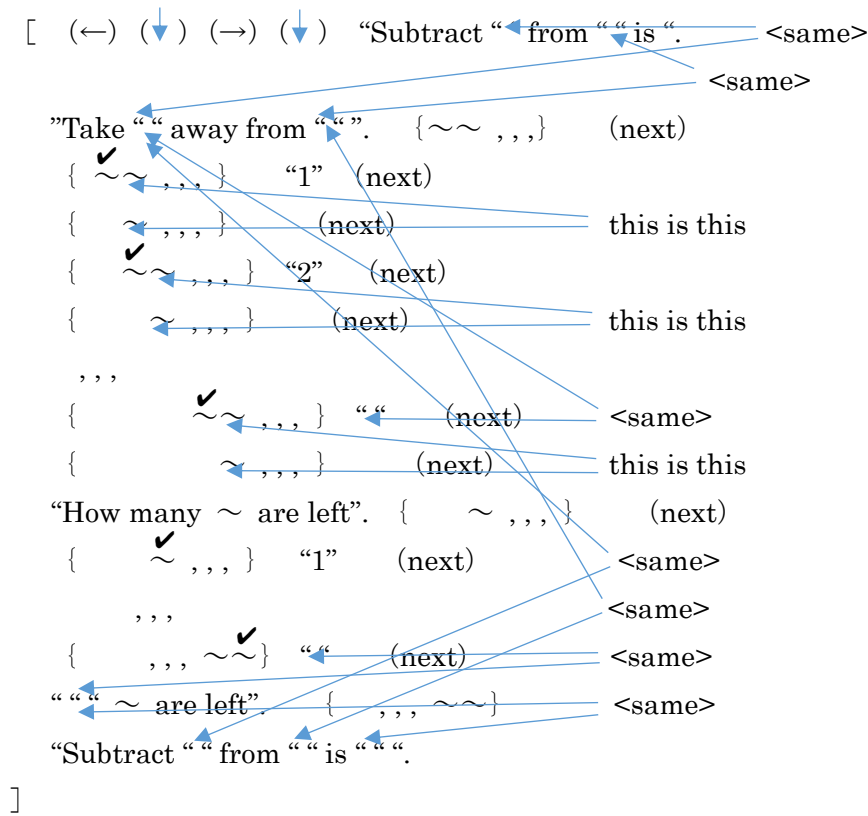 [ (←) (↓) (→) (↓) “Subtract “ “ from “ “ is “. <same>
<same>
”Take “ “ away from “ “ ”. {～～ , , ,} (next)
{ ✔～～ , , , } “1” (next)
{ ～ , , , } (next) this is this
{ ✔～～ , , , } “2” (next)
{ ～ , , , } (next) this is this
, , ,
{ ✔～～ , , , } “ “ (next) <same>
{ ～ , , , } (next) this is this
“How many ～ are left”. { ～ , , , } (next)
{ ✔～ , , , } “1” (next) <same>
, , , <same>
{ , , , ～✔～} “ “ (next) <same>
“ “ “ ～ are left”. { , , , ～～} <same>
“Subtract “ “ from “ “ is “ “ “.
]